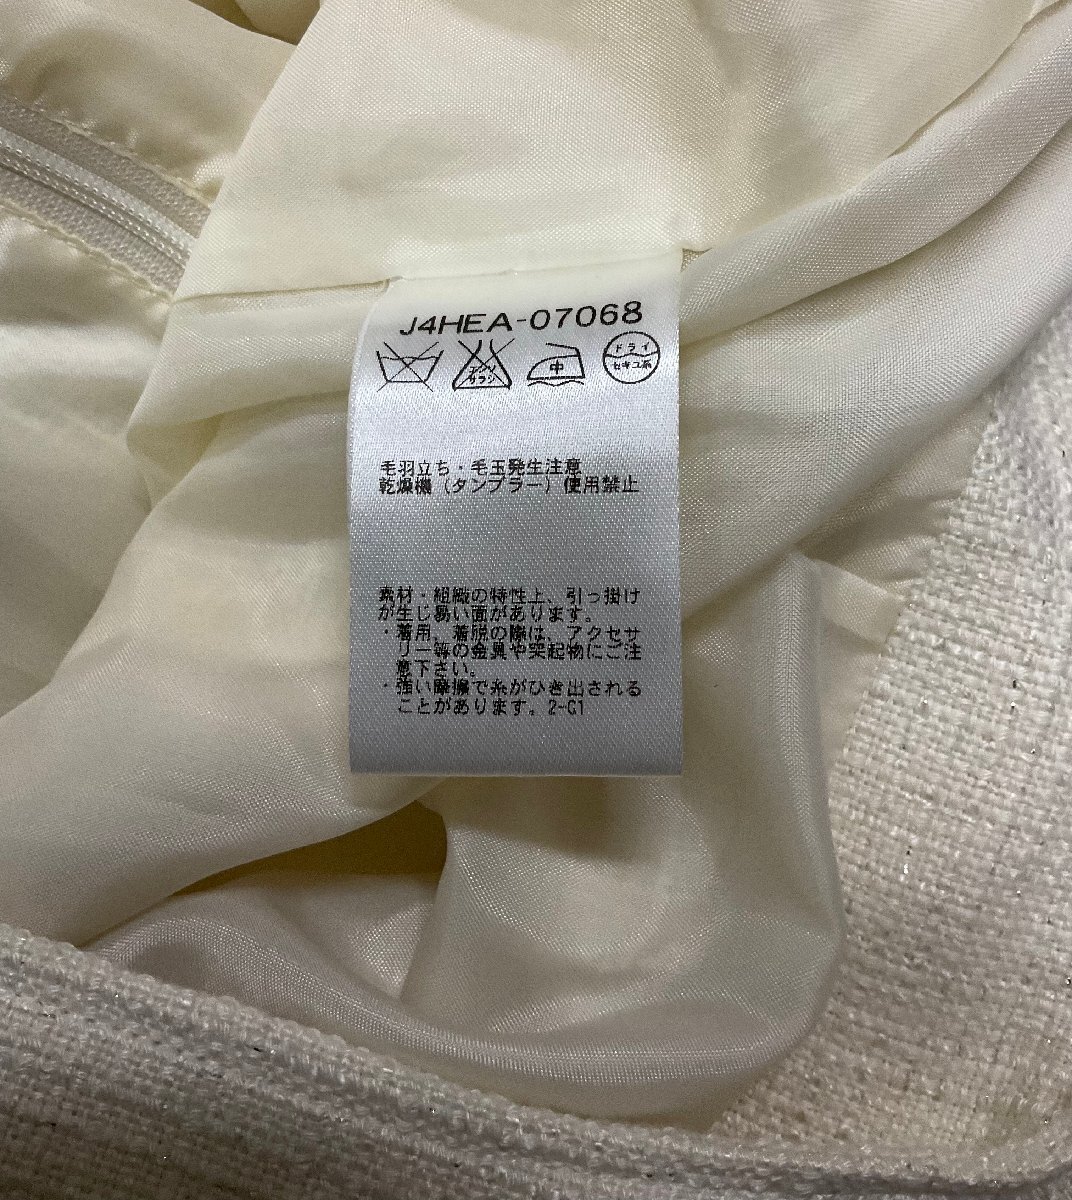 J4HEA-07068
エンソ
サラシ
中
ドライ
セキユ系
毛羽立ち・毛玉発生注意
乾燥機（タンブラー）使用禁止
素材・組織の特性上、引っ掛け
が生じ易い面があります。
・着用、着脱の際は、アクセサ
リー等の金具や突起物にご注
意下さい。
・強い摩擦で糸がひき出される
ことがあります。2-G1